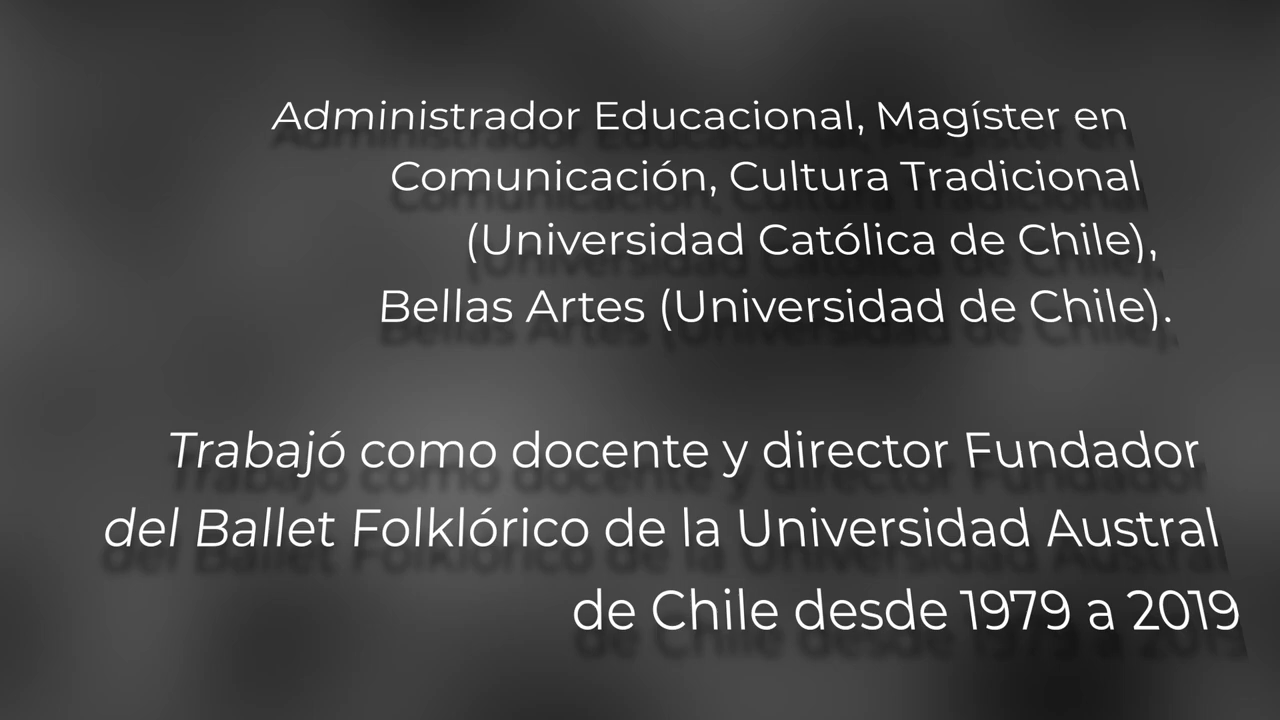 Administrador Educacional, Magíster en
Comunicación, Cultura Tradicional
(Universidad Católica de Chile),
Bellas Artes (Universidad de Chile).
Trabajó como docente y director Fundador
del Ballet Folklórico de la Universidad Austral
de Chile desde 1979 a 2019